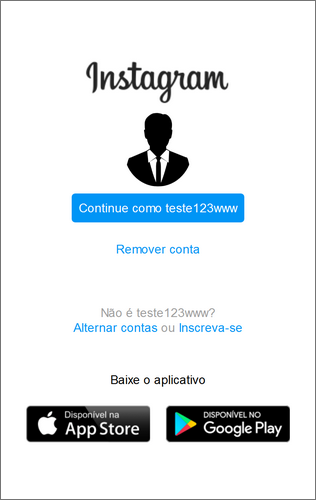 Instagram
Continue como teste123www
Remover conta
Não é teste123www?
Alternar contas ou Inscreva-se
Baixe o aplicativo
Disponível na
App Store
DISPONÍVEL NO
Google Play